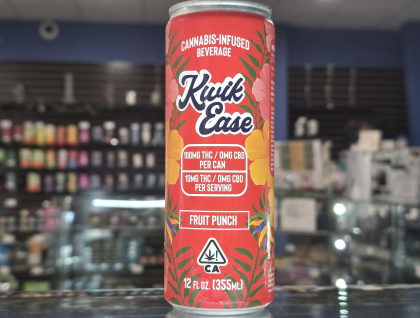 CANNABIS-INFUSED
BEVERAGE
Kwik
Ease
100MG THC / 0MG CBD
PER CAN
10MG THC / 0MG CBD
PER SERVING
FRUIT PUNCH
CA
12 FL OZ. (355ML)